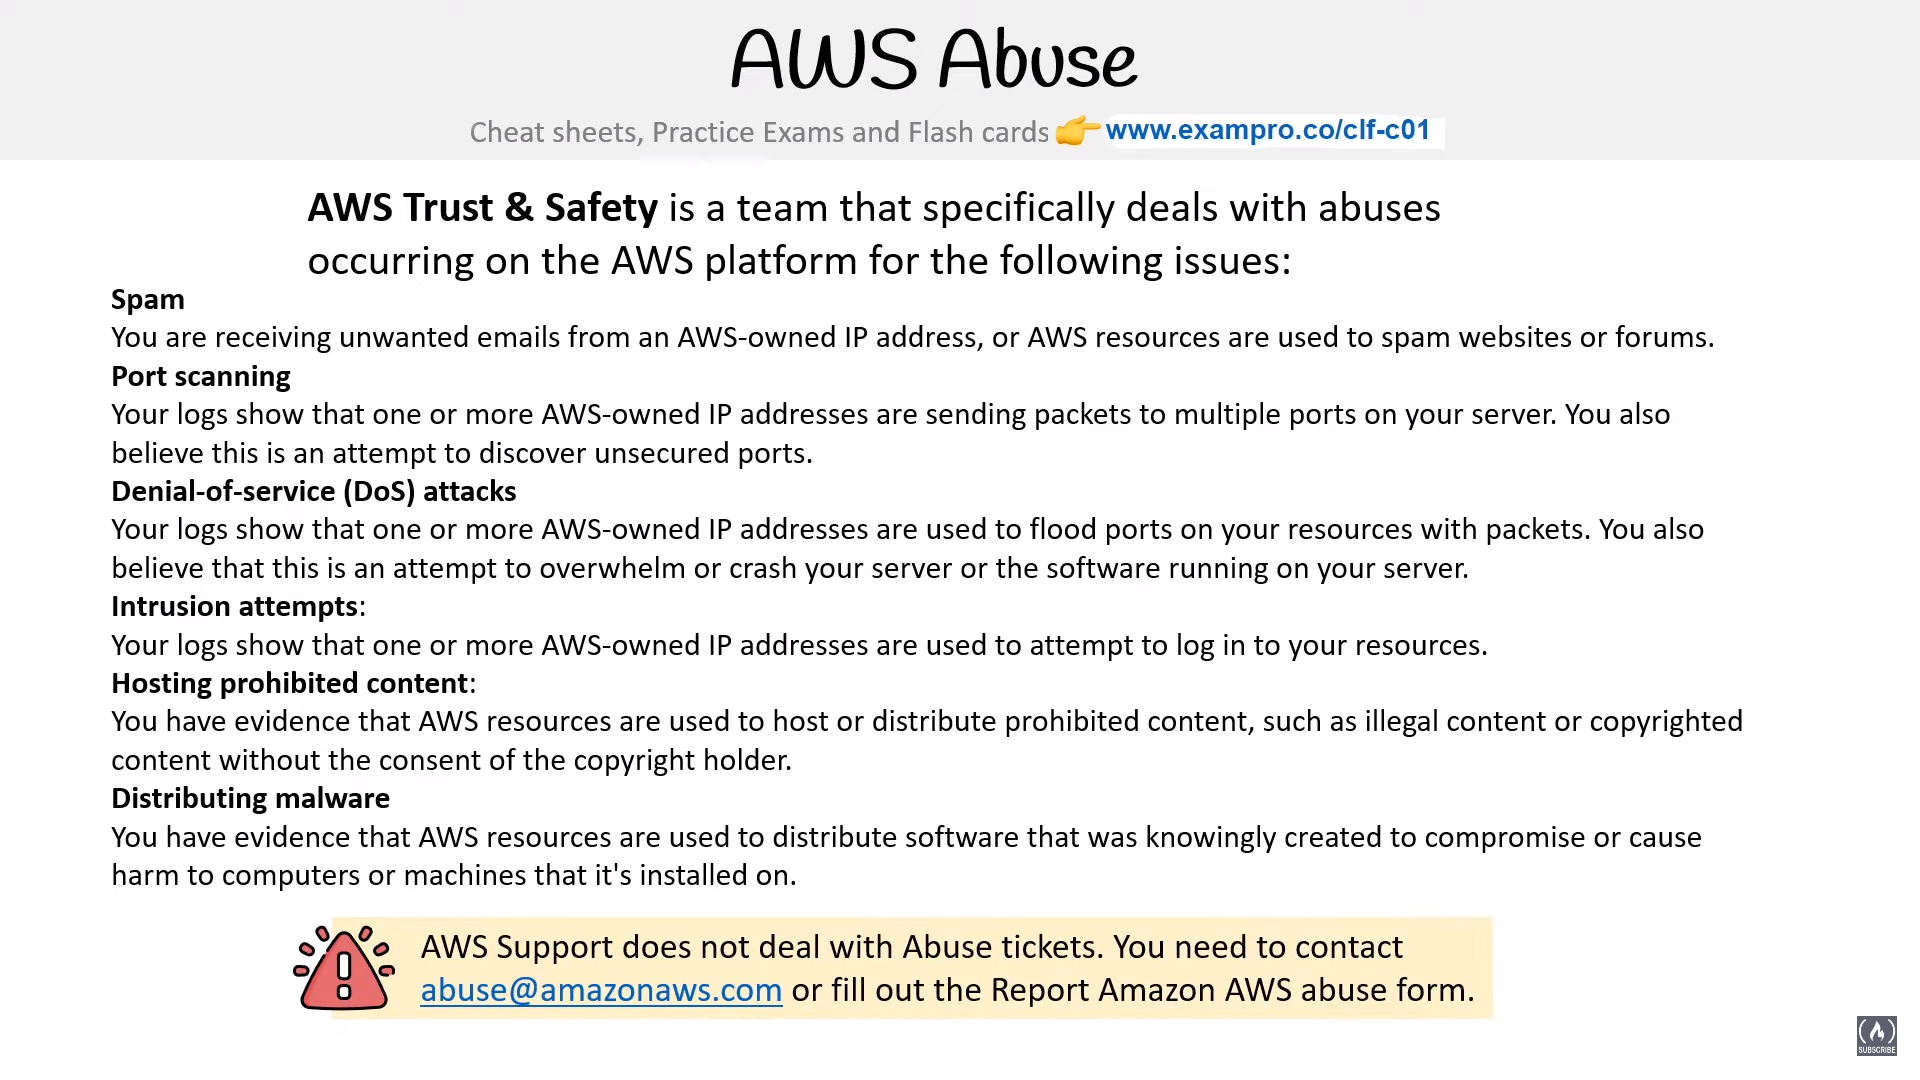 AWS Abuse
Cheat sheets, Practice Exams and Flash cards www.exampro.co/clf-c01
AWS Trust & Safety is a team that specifically deals with abuses
occurring on the AWS platform for the following issues:
Spam
You are receiving unwanted emails from an AWS-owned IP address, or AWS resources are used to spam websites or forums.
Port scanning
Your logs show that one or more AWS-owned IP addresses are sending packets to multiple ports on your server. You also
believe this is an attempt to discover unsecured ports.
Denial-of-service (DoS) attacks
Your logs show that one or more AWS-owned IP addresses are used to flood ports on your resources with packets. You also
believe that this is an attempt to overwhelm or crash your server or the software running on your server.
Intrusion attempts:
Your logs show that one or more AWS-owned IP addresses are used to attempt to log in to your resources.
Hosting prohibited content:
You have evidence that AWS resources are used to host or distribute prohibited content, such as illegal content or copyrighted
content without the consent of the copyright holder.
Distributing malware
You have evidence that AWS resources are used to distribute software that was knowingly created to compromise or cause
harm to computers or machines that it's installed on.
AWS Support does not deal with Abuse tickets. You need to contact
abuse@amazonaws.com or fill out the Report Amazon AWS abuse form.
SUBSCRIBE